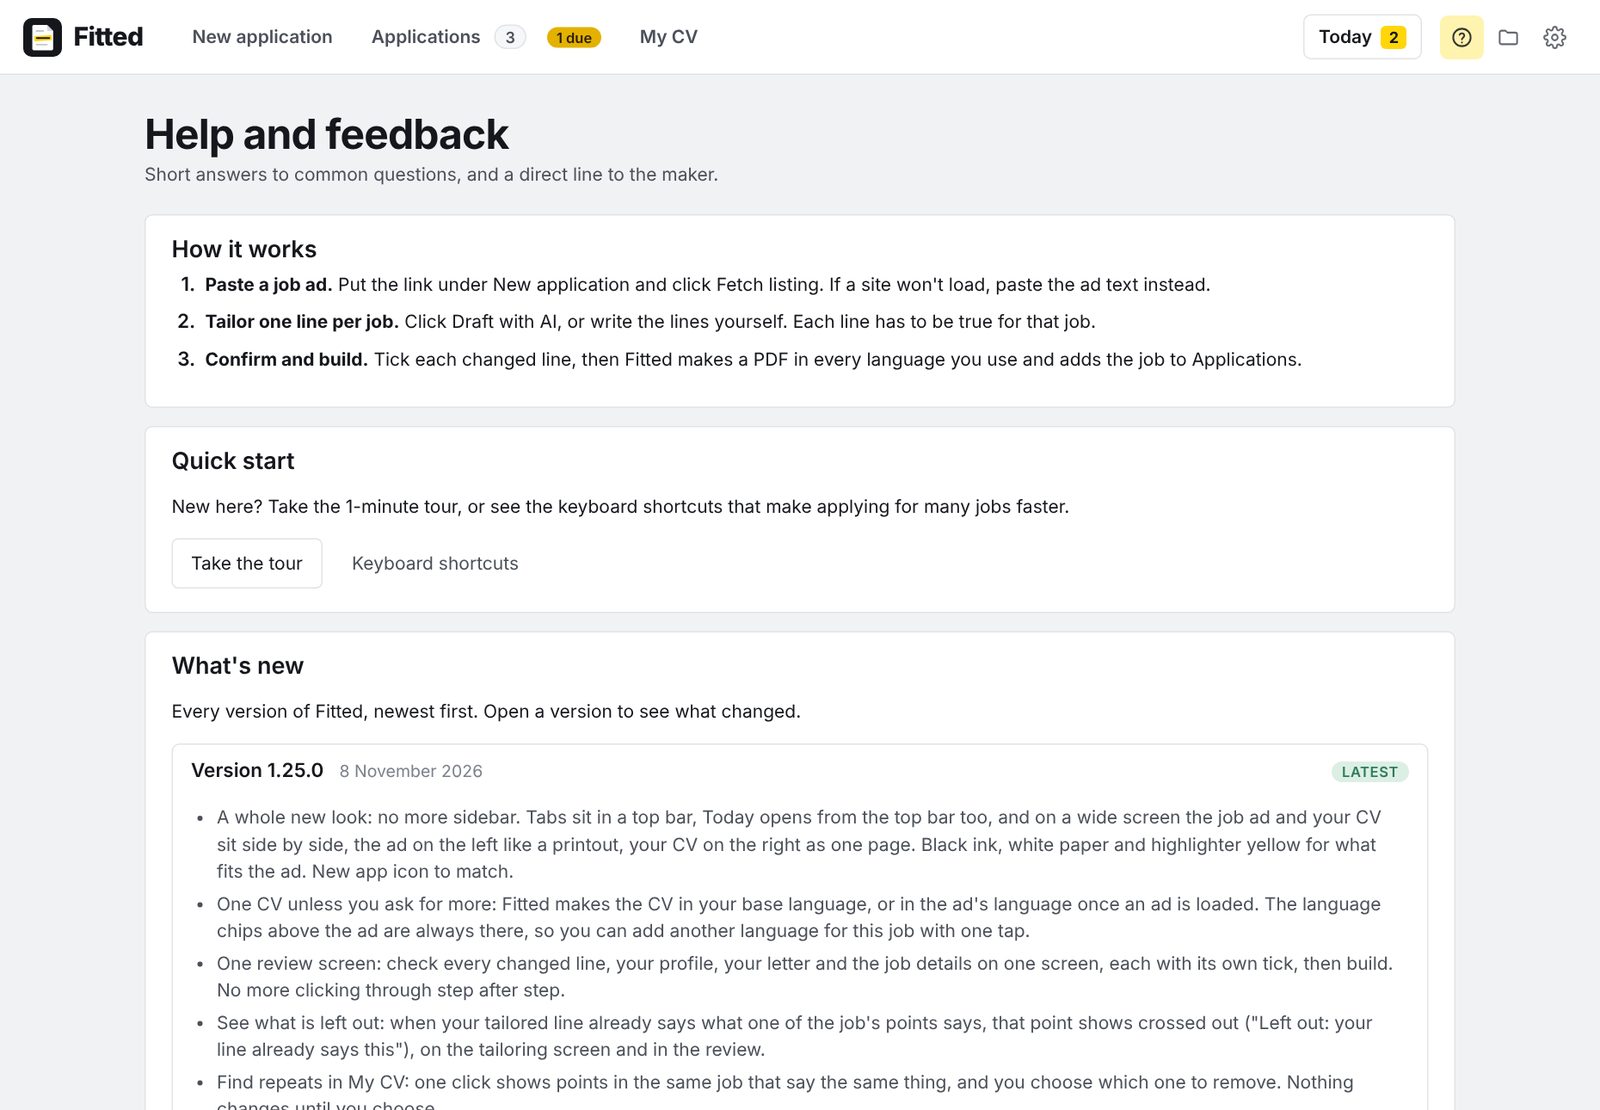 Fitted
New application
Applications 3
1 due
My CV
Today 2
Help and feedback
Short answers to common questions, and a direct line to the maker.
How it works
1. Paste a job ad. Put the link under New application and click Fetch listing. If a site won't load, paste the ad text instead.
2. Tailor one line per job. Click Draft with AI, or write the lines yourself. Each line has to be true for that job.
3. Confirm and build. Tick each changed line, then Fitted makes a PDF in every language you use and adds the job to Applications.
Quick start
New here? Take the 1-minute tour, or see the keyboard shortcuts that make applying for many jobs faster.
Take the tour
Keyboard shortcuts
What's new
Every version of Fitted, newest first. Open a version to see what changed.
Version 1.25.0 8 November 2026
LATEST
• A whole new look: no more sidebar. Tabs sit in a top bar, Today opens from the top bar too, and on a wide screen the job ad and your CV
sit side by side, the ad on the left like a printout, your CV on the right as one page. Black ink, white paper and highlighter yellow for what
fits the ad. New app icon to match.
• One CV unless you ask for more: Fitted makes the CV in your base language, or in the ad's language once an ad is loaded. The language
chips above the ad are always there, so you can add another language for this job with one tap.
• One review screen: check every changed line, your profile, your letter and the job details on one screen, each with its own tick, then build.
No more clicking through step after step.
• See what is left out: when your tailored line already says what one of the job's points says, that point shows crossed out ("Left out: your
line already says this"), on the tailoring screen and in the review.
• Find repeats in My CV: one click shows points in the same job that say the same thing, and you choose which one to remove. Nothing
changes until you choose.